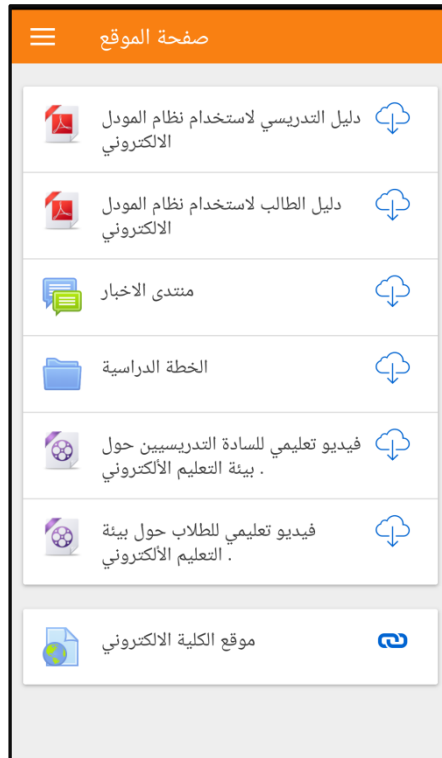 صفحة الموقع
دليل التدريسي لاستخدام نظام المودل
الالكتروني
دليل الطالب لاستخدام نظام المودل
الالكتروني
منتدى الاخبار
الخطة الدراسية
فيديو تعليمي للسادة التدريسيين حول
بيئة التعليم الألكتروني .
فيديو تعليمي للطلاب حول بيئة
التعليم الألكتروني .
موقع الكلية الالكتروني